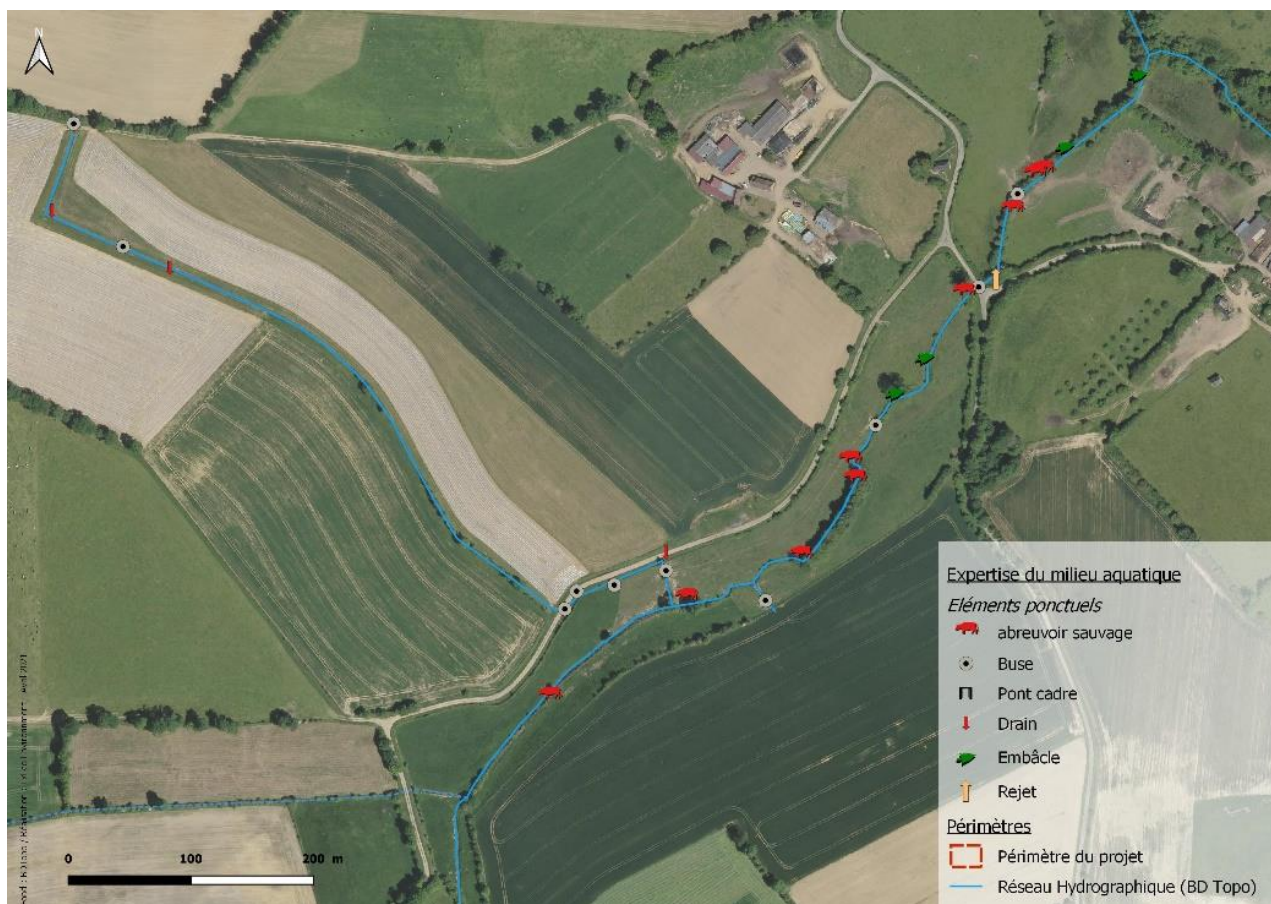 N
Expertise du milieu aquatique
Eléments ponctuels
abreuvoir sauvage
Buse
Pont cadre
Drain
Embâcle
Rejet
Périmètres
Périmètre du projet
Réseau Hydrographique (BD Topo)
0 100 200 m